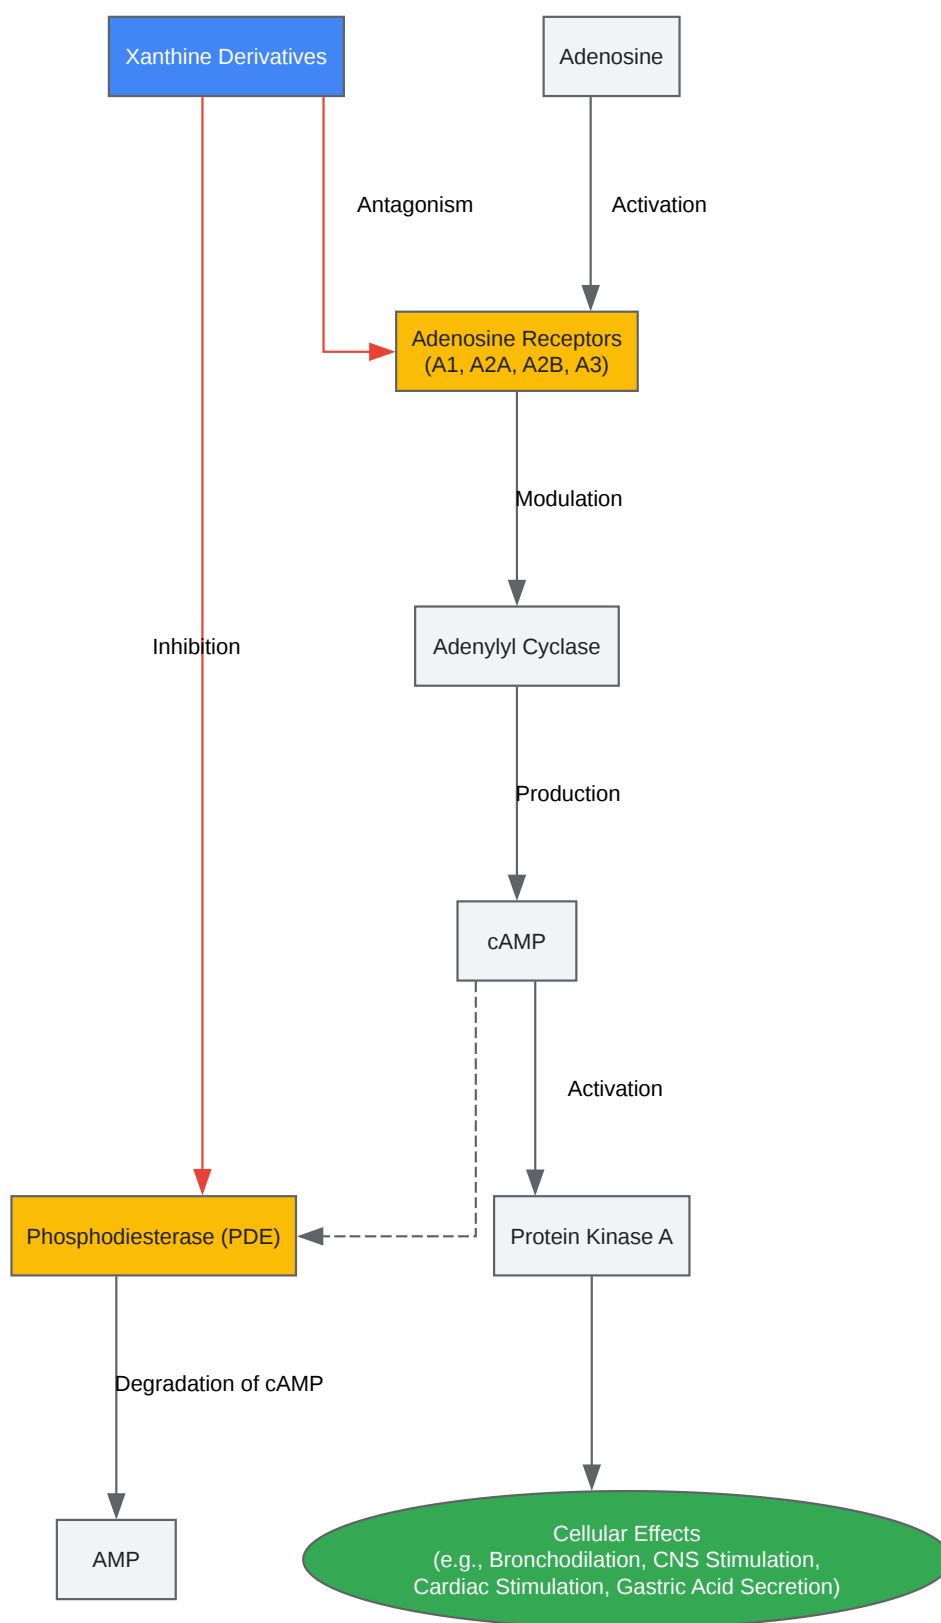 Xanthine Derivatives
Adenosine
Antagonism
Activation
Adenosine Receptors
(A1, A2A, A2B, A3)
Modulation
Inhibition
Adenylyl Cyclase
Production
cAMP
Activation
Phosphodiesterase (PDE)
Protein Kinase A
Degradation of cAMP
Cellular Effects
(e.g., Bronchodilation, CNS Stimulation,
Cardiac Stimulation, Gastric Acid Secretion)
AMP